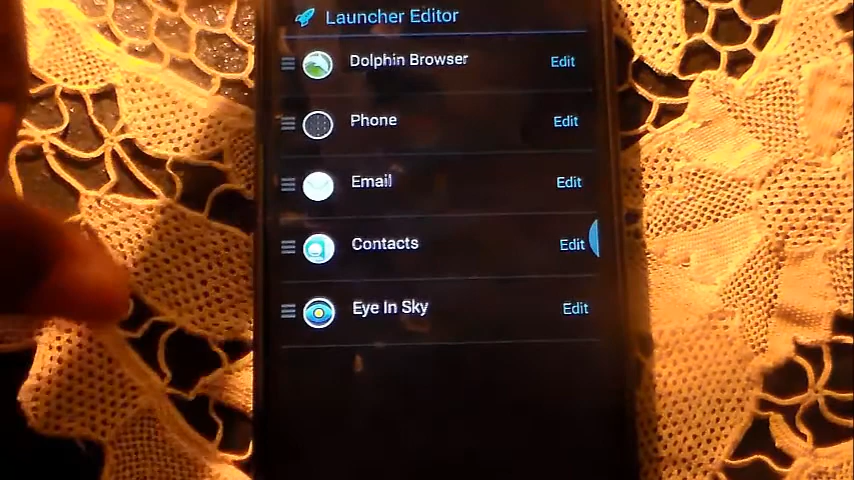 Launcher Editor
Dolphin Browser Edit
Phone Edit
Email Edit
Contacts Edit
Eye In Sky Edit